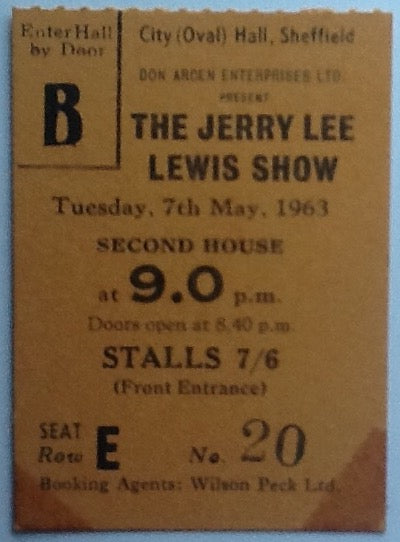 Enter Hall
by Door
B
City (Oval) Hall, Sheffield
DON ARDEN ENTERPRISES LTD.
PRESENT
THE JERRY LEE
LEWIS SHOW
Tuesday, 7th May, 1963
SECOND HOUSE
at 9.0 p.m.
Doors open at 8.40 p.m.
STALLS 7/6
(Front Entrance)
SEAT
Row E No. 20
Booking Agents: Wilson Peck Ltd.